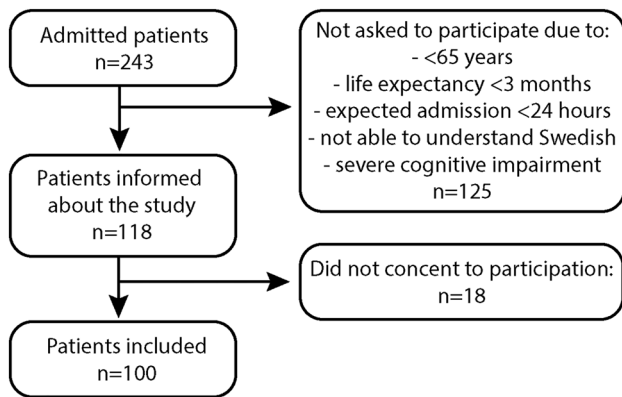 Admitted patients
n=243
Not asked to participate due to:
- <65 years
- life expectancy <3 months
- expected admission <24 hours
- not able to understand Swedish
- severe cognitive impairment
n=125
Patients informed
about the study
n=118
Did not concent to participation:
n=18
Patients included
n=100